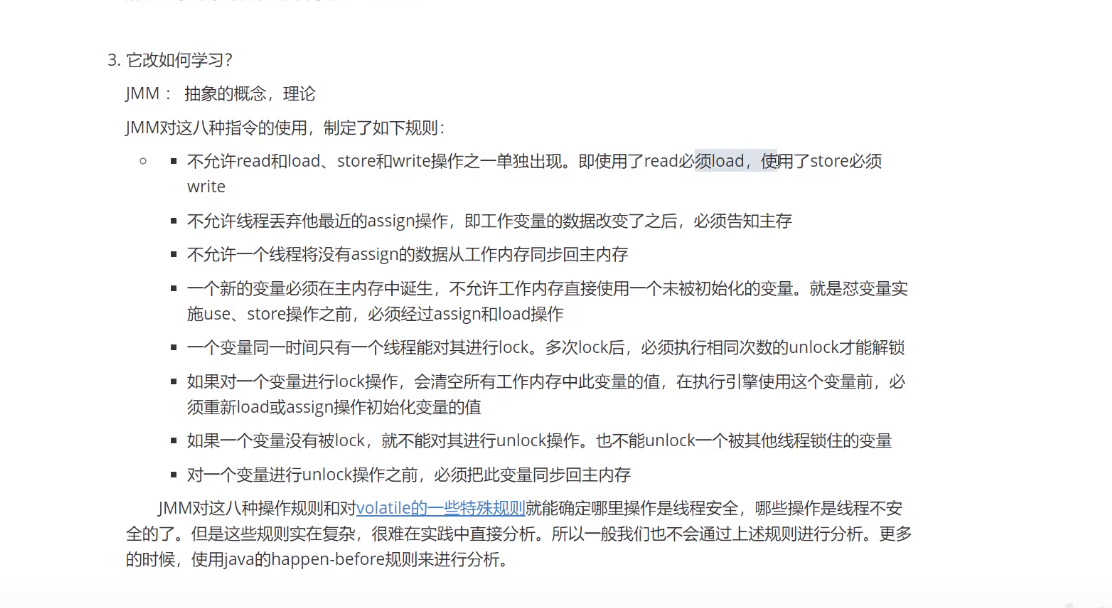 3. 它改如何学习？
JMM： 抽象的概念，理论
JMM对这八种指令的使用，制定了如下规则：
不允许read和load、store和write操作之一单独出现。即使用了read必须load，使用了store必须
write
不允许线程丢弃他最近的assign操作，即工作变量的数据改变了之后，必须告知主存
不允许一个线程将没有assign的数据从工作内存同步回主内存
一个新的变量必须在主内存中诞生，不允许工作内存直接使用一个未被初始化的变量。就是怼变量实
施use、store操作之前，必须经过assign和load操作
一个变量同一时间只有一个线程能对其进行lock。多次lock后，必须执行相同次数的unlock才能解锁
如果对一个变量进行lock操作，会清空所有工作内存中此变量的值，在执行引擎使用这个变量前，必
须重新load或assign操作初始化变量的值
如果一个变量没有被lock，就不能对其进行unlock操作。也不能unlock一个被其他线程锁住的变量
对一个变量进行unlock操作之前，必须把此变量同步回主内存
JMM对这八种操作规则和对volatile的一些特殊规则就能确定哪里操作是线程安全，哪些操作是线程不安
全的了。但是这些规则实在复杂，很难在实践中直接分析。所以一般我们也不会通过上述规则进行分析。更多
的时候，使用java的happen-before规则来进行分析。